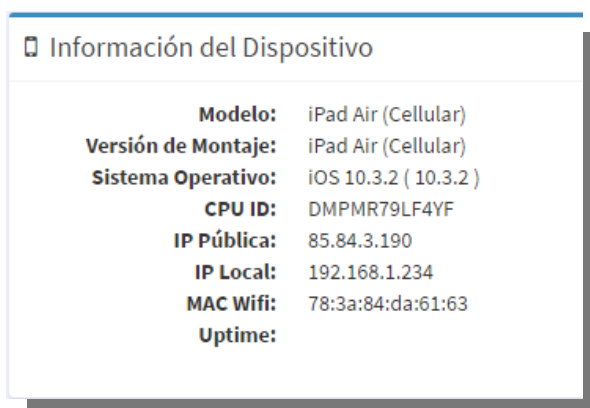 Información del Dispositivo
Modelo: iPad Air (Cellular)
Versión de Montaje: iPad Air (Cellular)
Sistema Operativo: iOS 10.3.2 ( 10.3.2 )
CPU ID: DMPMR79LF4YF
IP Pública: 85.84.3.190
IP Local: 192.168.1.234
MAC Wifi: 78:3a:84:da:61:63
Uptime: